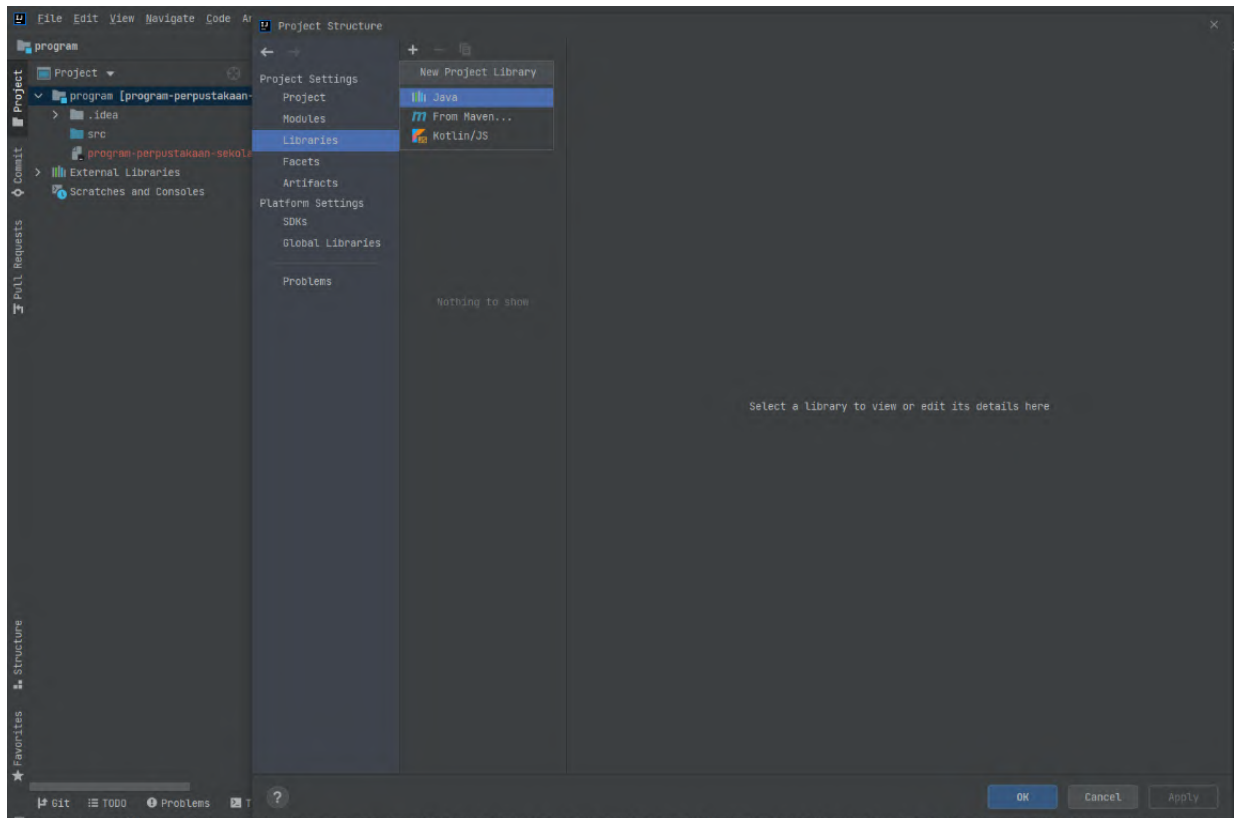 File Edit View Navigate Code
program
Project
program [program-perpustakaan-
.idea
src
program-perpustakaan-sekola
External Libraries
Scratches and Consoles
Project
Commit
Pull Requests
Structure
Favorites
Git TODO Problems
Project Structure
Project Settings
Project
Modules
Libraries
Facets
Artifacts
Platform Settings
SDKs
Global Libraries
Problems
New Project Library
Java
From Maven...
Kotlin/JS
Nothing to show
Select a library to view or edit its details here
?
OK Cancel Apply